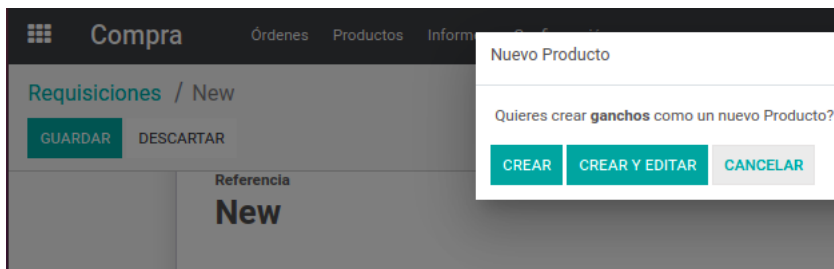 Compra Órdenes Productos Inform
Nuevo Producto
Requisiciones / New
Quieres crear ganchos como un nuevo Producto?
GUARDAR DESCARTAR
CREAR CREAR Y EDITAR CANCELAR
Referencia
New